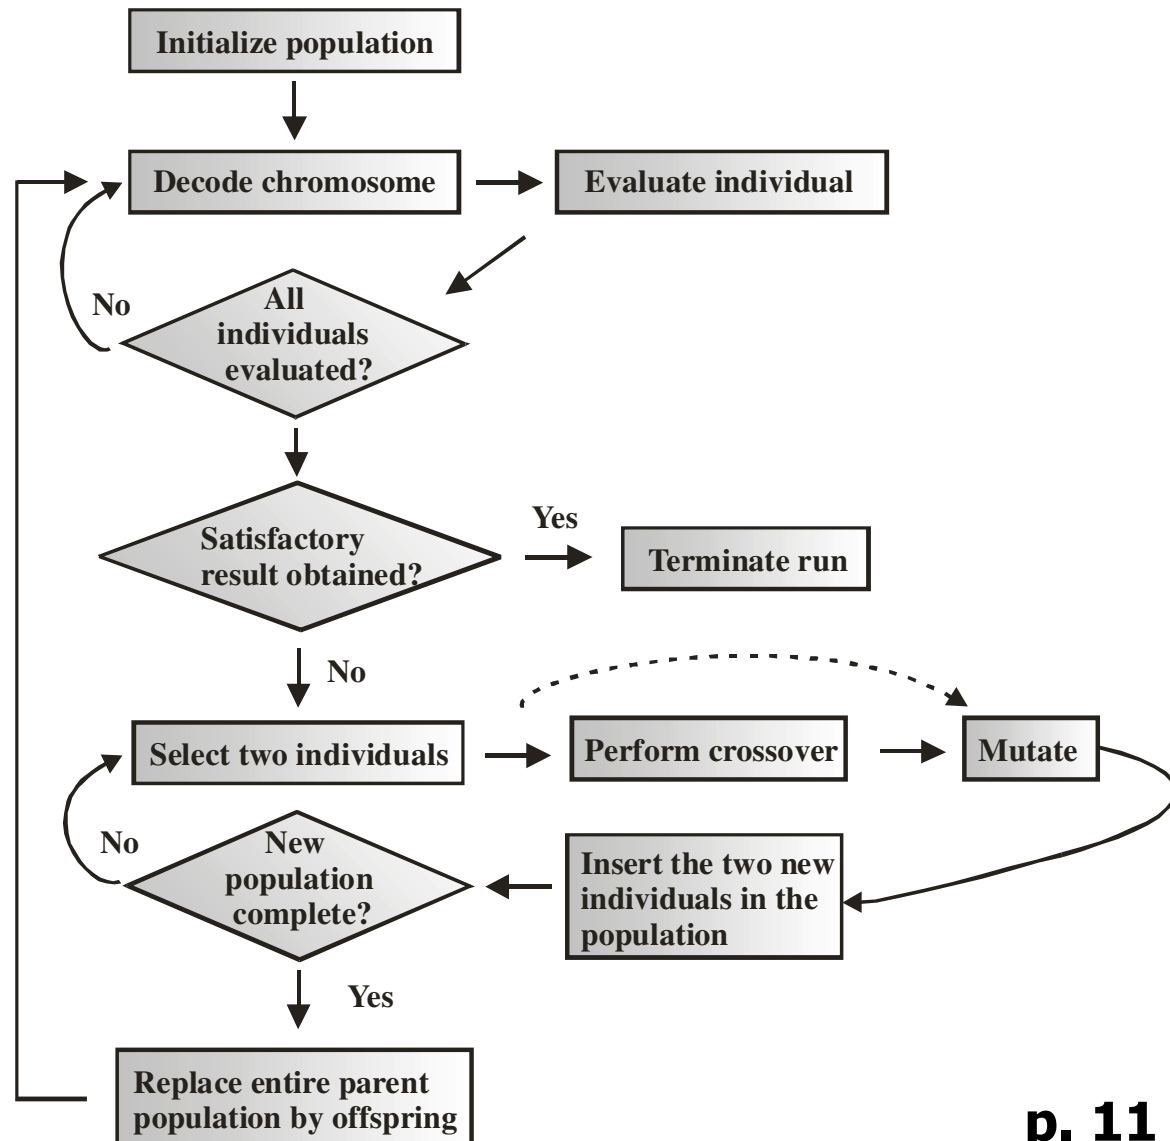 Initialize population
Decode chromosome
Evaluate individual
No
All
individuals
evaluated?
Yes
Satisfactory
result obtained?
Terminate run
No
Select two individuals
Perform crossover
Mutate
No
New
population
complete?
Insert the two new
individuals in the
population
Yes
Replace entire parent
population by offspring
p. 11